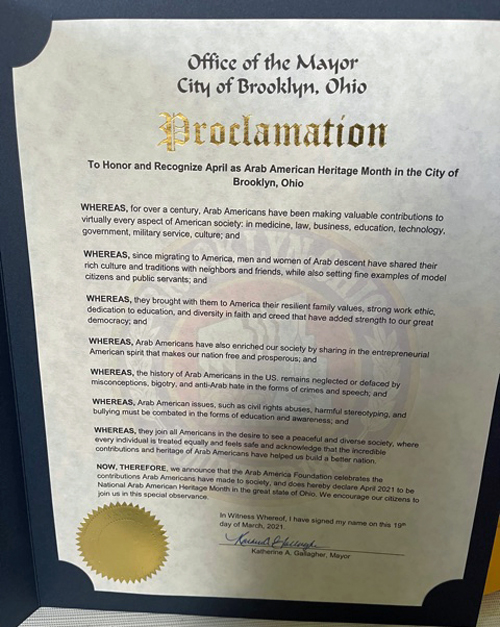 Office of the Mayor
City of Brooklyn, Ohio
Proclamation
To Honor and Recognize April as Arab American Heritage Month in the City of
Brooklyn, Ohio
WHEREAS, for over a century, Arab Americans have been making valuable contributions to
virtually every aspect of American society: in medicine, law, business, education, technology,
government, military service, culture; and
WHEREAS, since migrating to America, men and women of Arab descent have shared their
rich culture and traditions with neighbors and friends, while also setting fine examples of model
citizens and public servants; and
WHEREAS, they brought with them to America their resilient family values, strong work ethic,
dedication to education, and diversity in faith and creed that have added strength to our great
democracy; and
WHEREAS, Arab Americans have also enriched our society by sharing in the entrepreneurial
American spirit that makes our nation free and prosperous; and
WHEREAS, the history of Arab Americans in the US. remains neglected or defaced by
misconceptions, bigotry, and anti-Arab hate in the forms of crimes and speech; and
WHEREAS, Arab American issues, such as civil rights abuses, harmful stereotyping, and
bullying must be combated in the forms of education and awareness; and
WHEREAS, they join all Americans in the desire to see a peaceful and diverse society, where
every individual is treated equally and feels safe and acknowledge that the incredible
contributions and heritage of Arab Americans have helped us build a better nation.
NOW, THEREFORE, we announce that the Arab America Foundation celebrates the
contributions Arab Americans have made to society, and does hereby declare April 2021 to be
National Arab American Heritage Month in the great state of Ohio. We encourage our citizens to
join us in this special observance.
In Witness Whereof, I have signed my name on this 19th
day of March, 2021.
Katherine A. Gallagher, Mayor